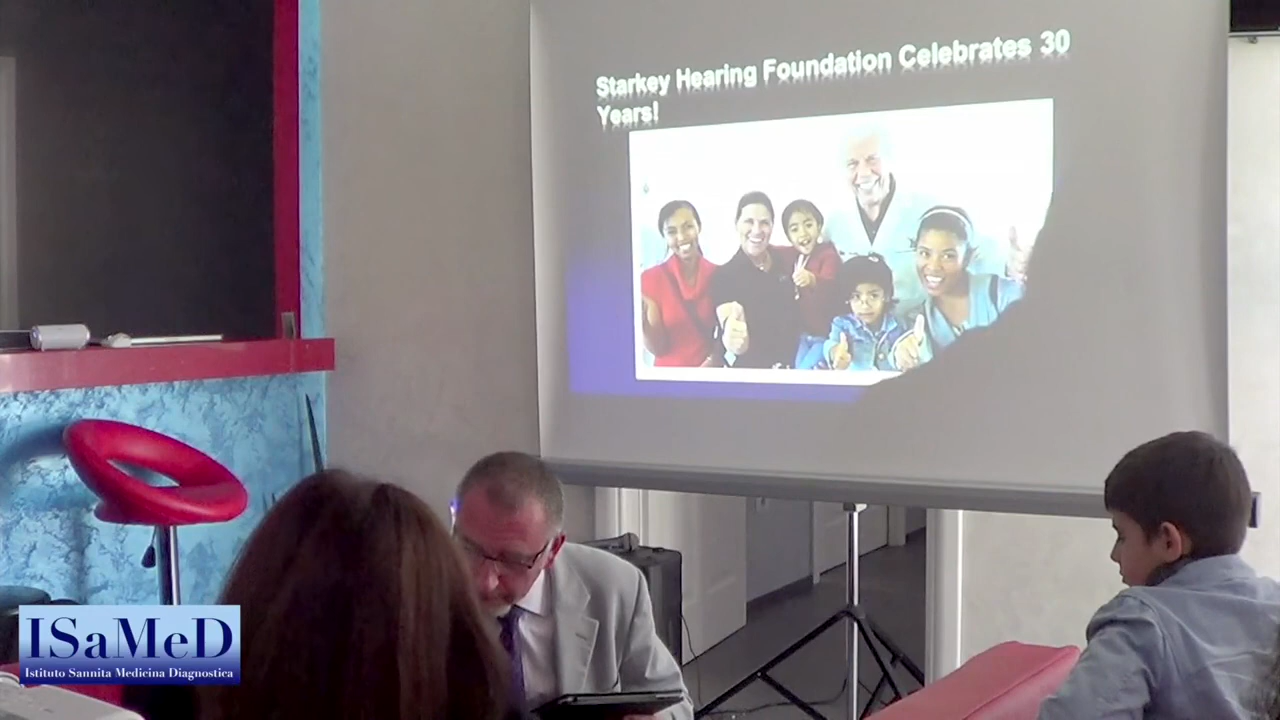 Starkey Hearing Foundation Celebrates 30
Years!
ISaMeD
Istituto Sannita Medicina Diagnostica